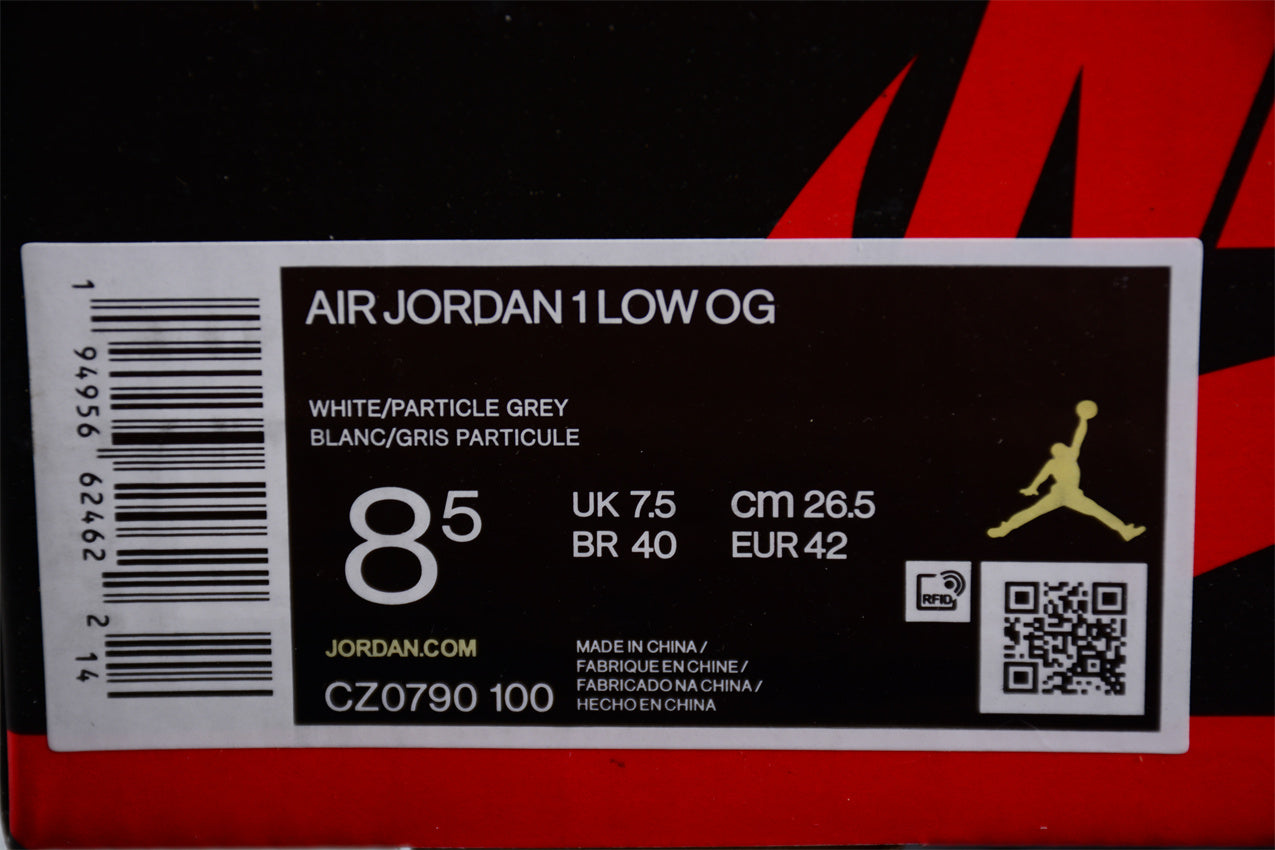 AIR JORDAN 1 LOW OG
WHITE/PARTICLE GREY
BLANC/GRIS PARTICULE
8⁵
UK 7.5 cm 26.5
BR 40 EUR 42
RFID
JORDAN.COM
CZ0790 100
MADE IN CHINA /
FABRIQUE EN CHINE /
FABRICADO NA CHINA /
HECHO EN CHINA
1 94956 62462 2 14